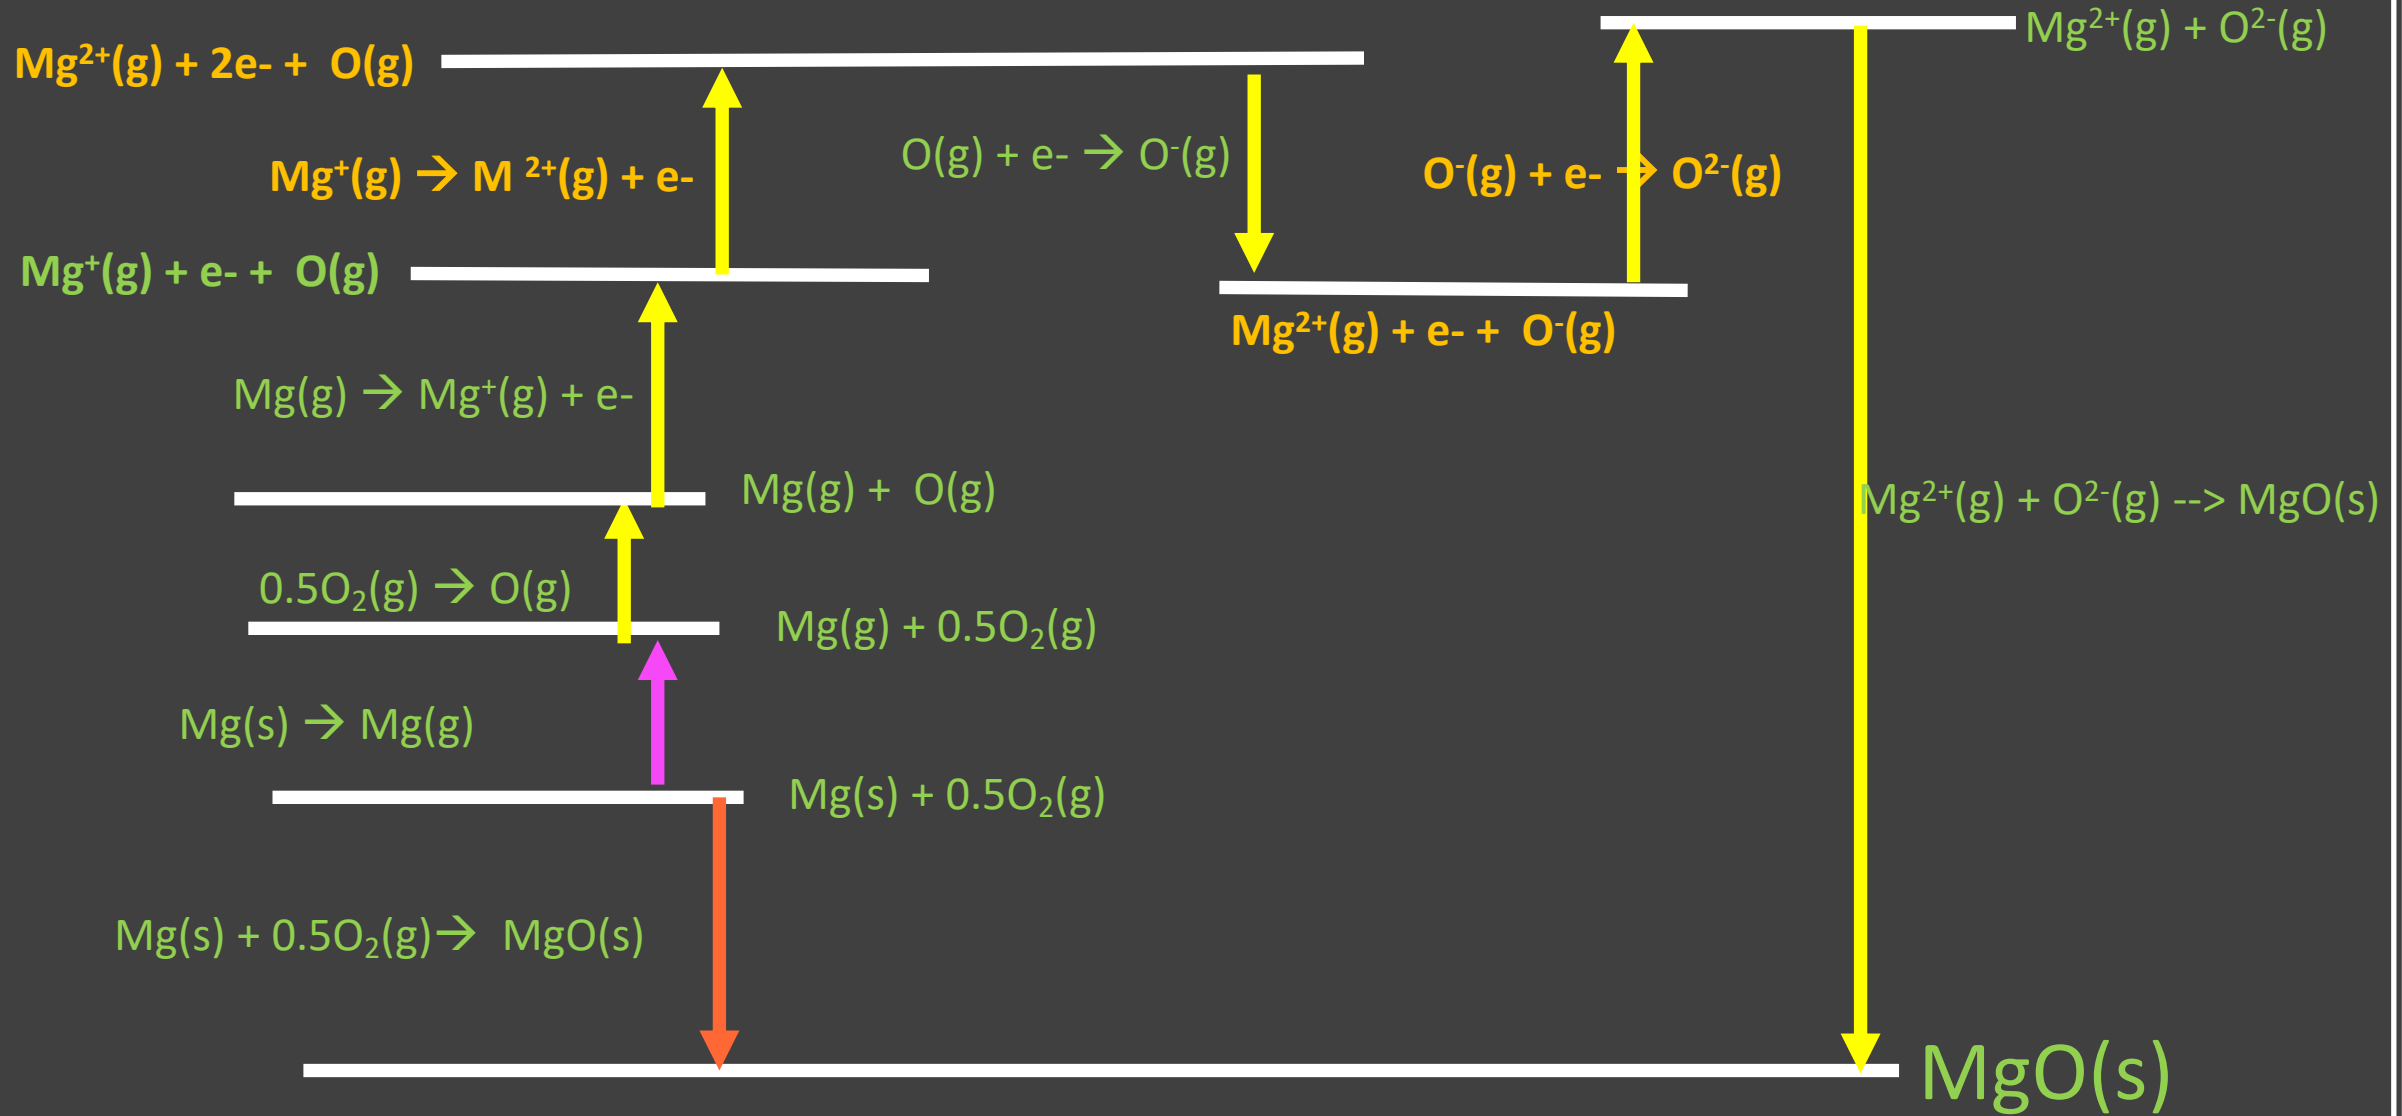 Mg²⁺(g) + O²⁻(g)
Mg²⁺(g) + 2e- + O(g)
O(g) + e- → O⁻(g)
Mg⁺(g) → M ²⁺(g) + e-
O⁻(g) + e- → O²⁻(g)
Mg⁺(g) + e- + O(g)
Mg²⁺(g) + e- + O⁻(g)
Mg(g) → Mg⁺(g) + e-
Mg(g) + O(g)
Mg²⁺(g) + O²⁻(g) --> MgO(s)
0.5O₂(g) → O(g)
Mg(g) + 0.5O₂(g)
Mg(s) → Mg(g)
Mg(s) + 0.5O₂(g)
Mg(s) + 0.5O₂(g)→ MgO(s)
MgO(s)